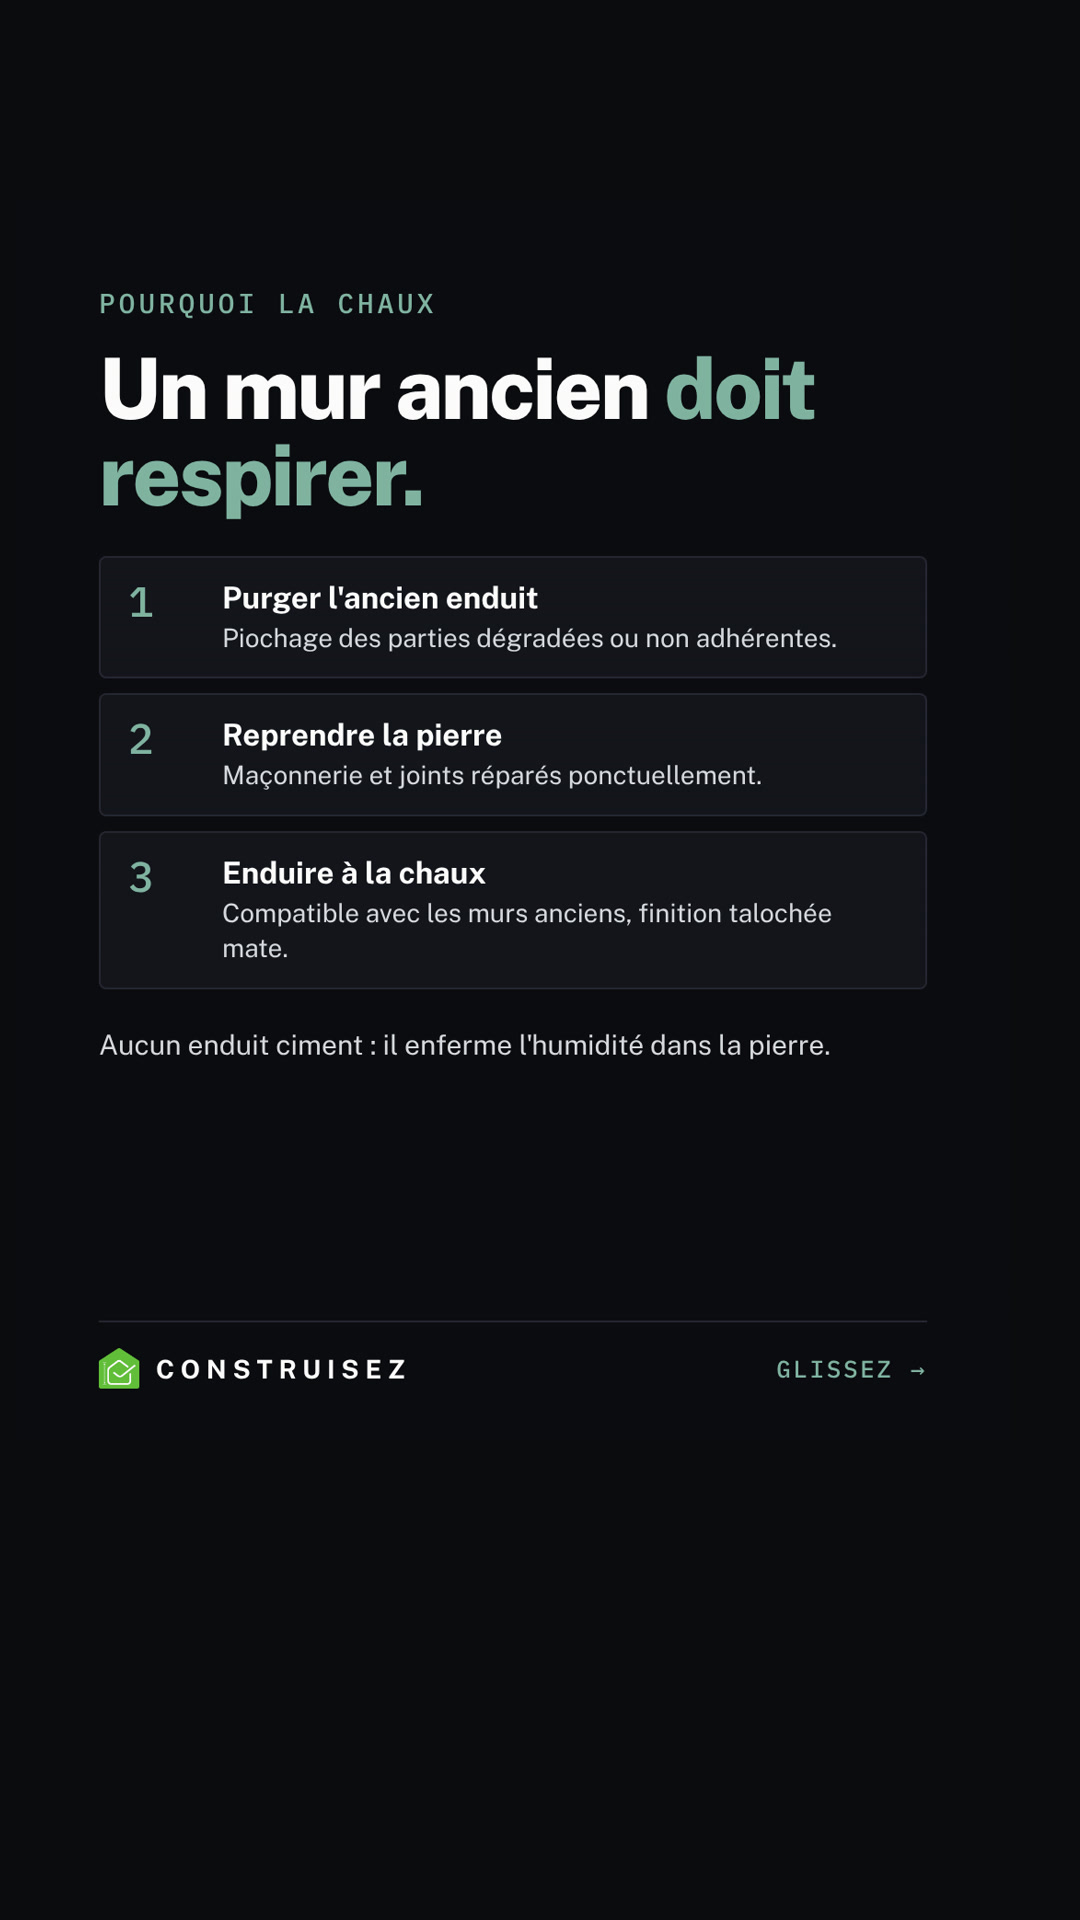 POURQUOI LA CHAUX
Un mur ancien doit
respirer.
1
Purger l'ancien enduit
Piochage des parties dégradées ou non adhérentes.
2
Reprendre la pierre
Maçonnerie et joints réparés ponctuellement.
3
Enduire à la chaux
Compatible avec les murs anciens, finition talochée
mate.
Aucun enduit ciment : il enferme l'humidité dans la pierre.
CONSTRUISEZ
GLISSEZ →